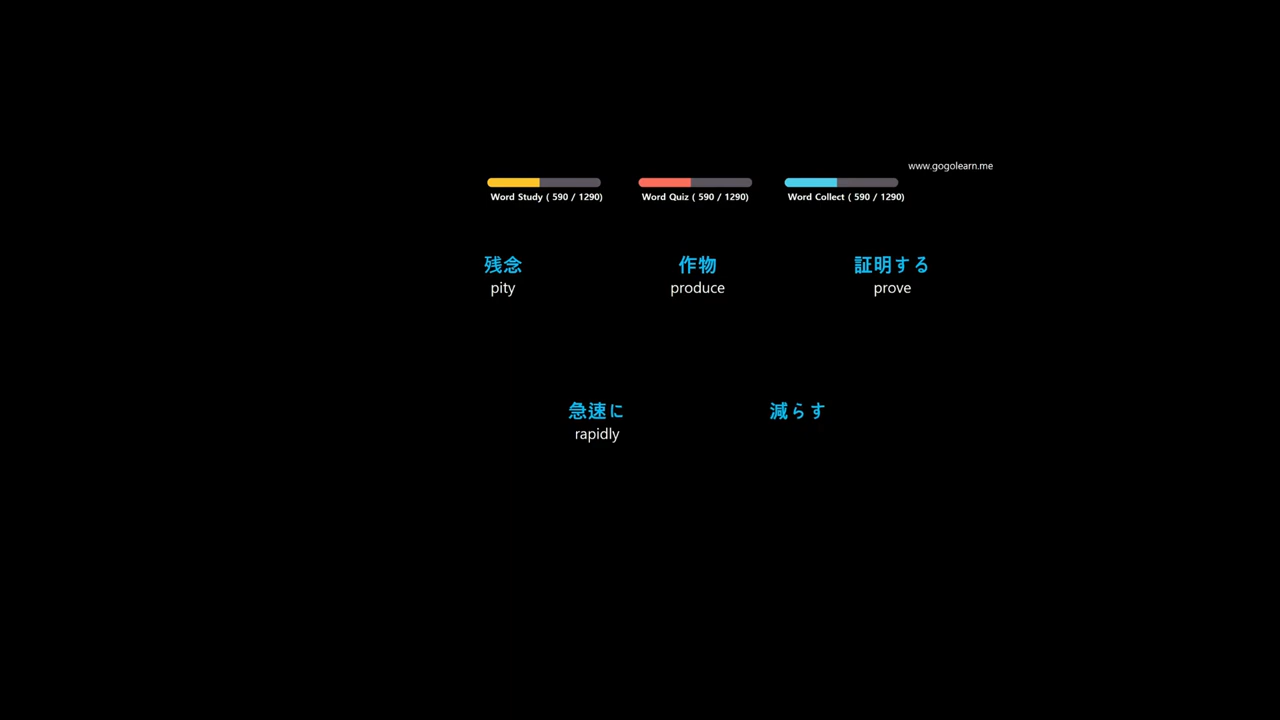 www.gogolearn.me
Word Study ( 590 / 1290)
Word Quiz ( 590 / 1290)
Word Collect ( 590 / 1290)
残念
pity
作物
produce
証明する
prove
急速に
rapidly
減らす